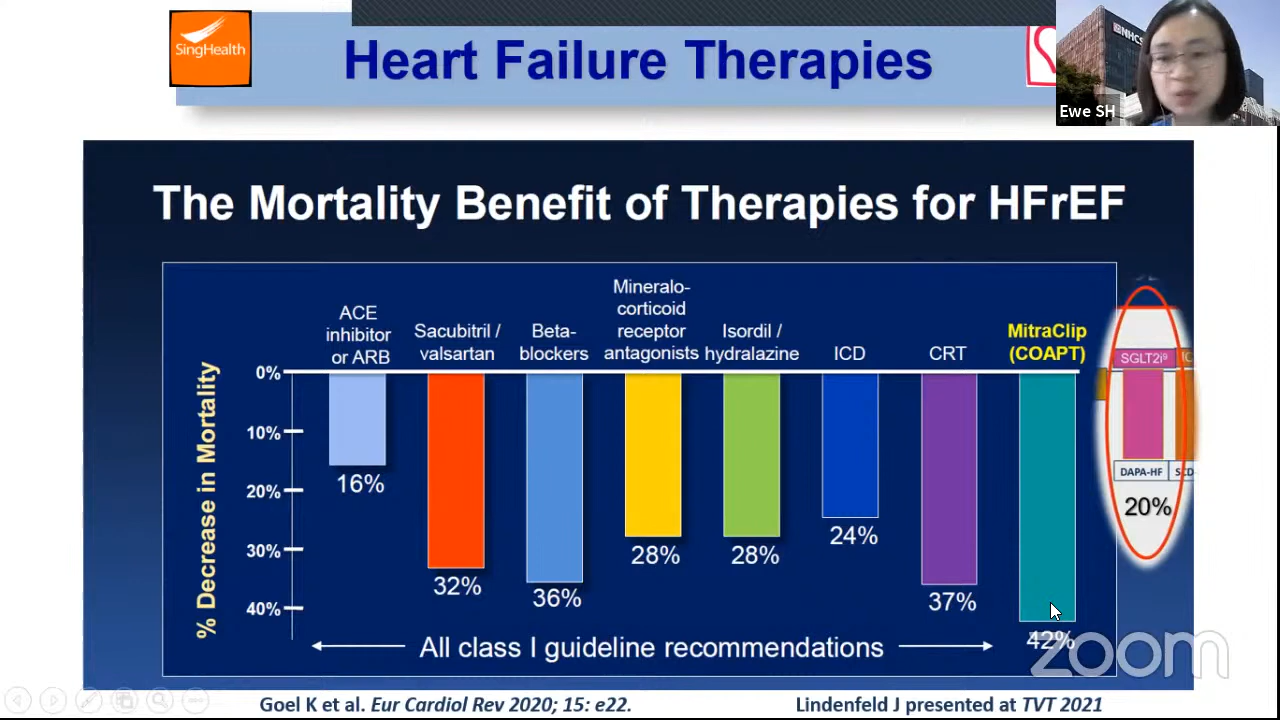 SingHealth
Heart Failure Therapies
NHCS
Ewe SH
The Mortality Benefit of Therapies for HFrEF
% Decrease in Mortality
ACE
inhibitor
or ARB
Sacubitril /
valsartan
Beta-
blockers
Mineralo-
corticoid
receptor
antagonists
Isordil /
hydralazine
ICD
CRT
MitraClip
(COAPT)
SGLT2i9
0%
10%
20%
30%
40%
16%
32%
36%
28%
28%
24%
37%
42%
DAPA-HF
SCD-
20%
All class I guideline recommendations
zoom
Goel K et al. Eur Cardiol Rev 2020; 15: e22.
Lindenfeld J presented at TVT 2021